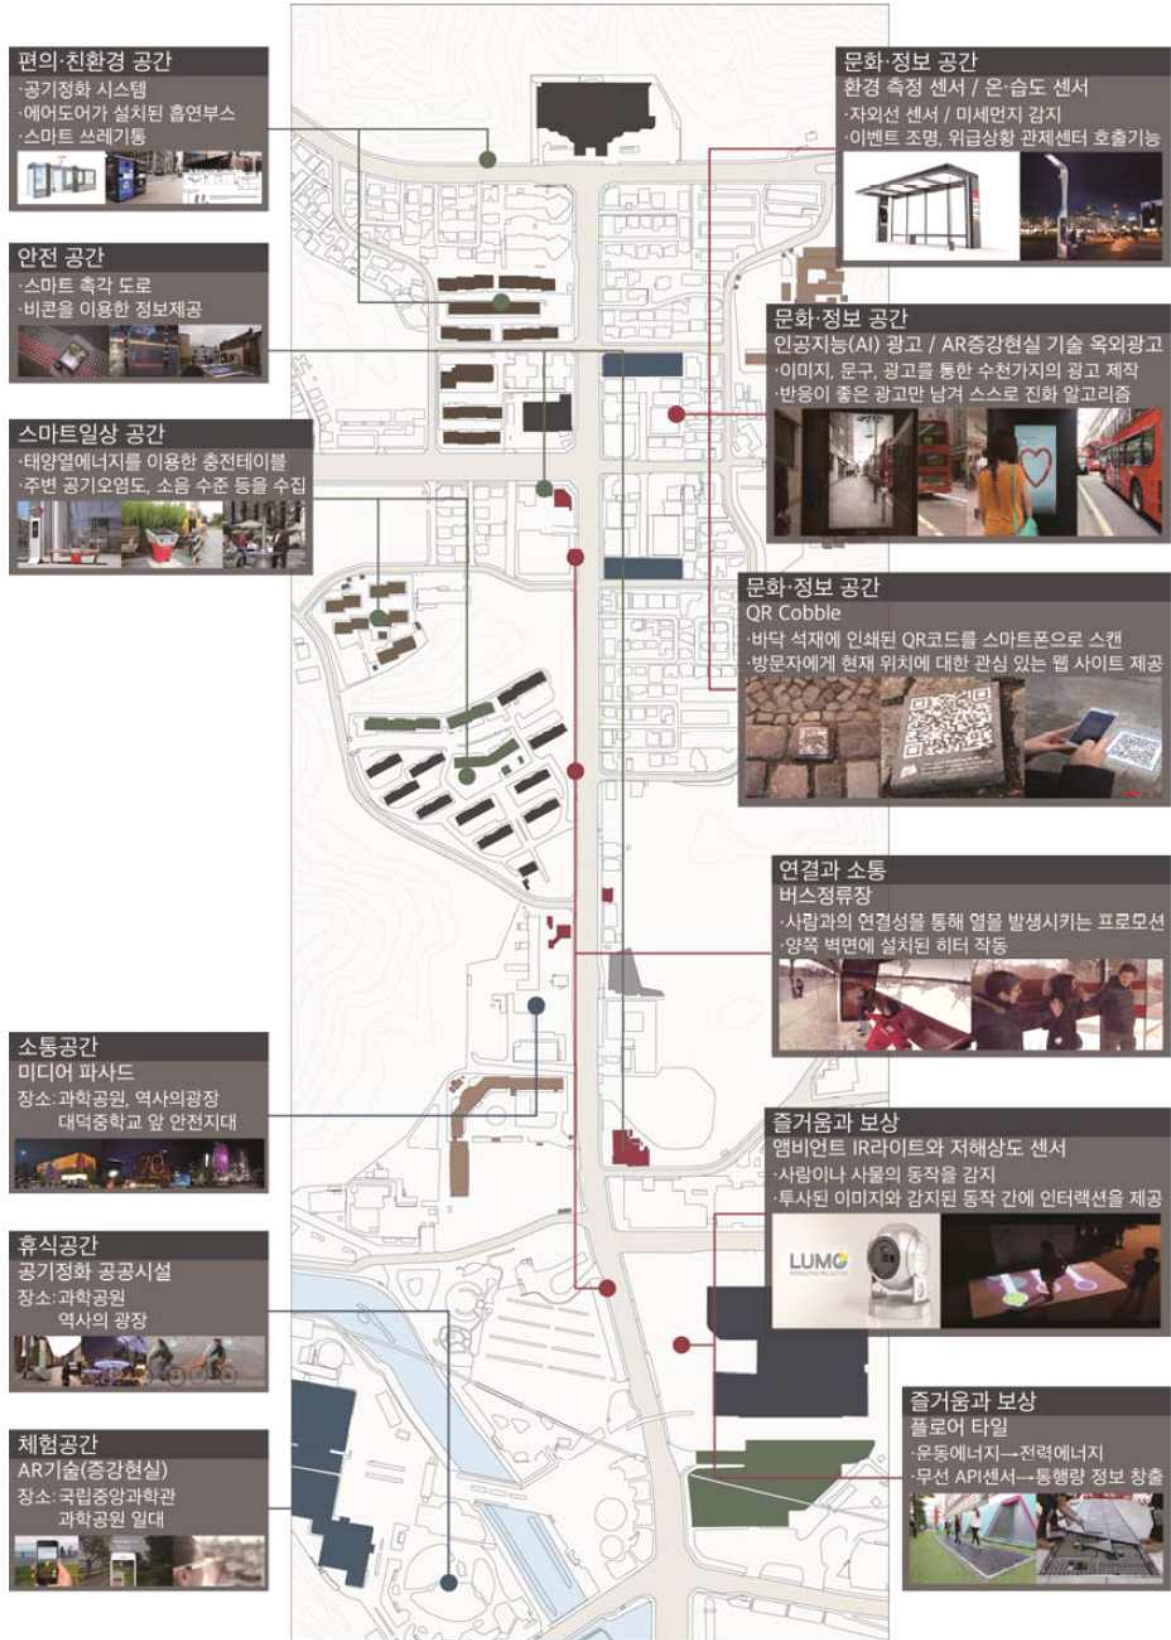 편의·친환경 공간
·공기정화 시스템
·에어도어가 설치된 흡연부스
·스마트 쓰레기통
안전 공간
·스마트 촉각 도로
·비콘을 이용한 정보제공
스마트일상 공간
·태양열에너지를 이용한 충전테이블
·주변 공기오염도, 소음 수준 등을 수집
소통공간
미디어 파사드
장소:과학공원, 역사의광장
대덕중학교 앞 안전지대
휴식공간
공기정화 공공시설
장소:과학공원
역사의 광장
체험공간
AR기술(증강현실)
장소:국립중앙과학관
과학공원 일대
문화·정보 공간
환경 측정 센서 / 온·습도 센서
·자외선 센서 / 미세먼지 감지
·이벤트 조명, 위급상황 관제센터 호출기능
문화·정보 공간
인공지능(AI) 광고 / AR증강현실 기술 옥외광고
·이미지, 문구, 광고를 통한 수천가지의 광고 제작
·반응이 좋은 광고만 남겨 스스로 진화 알고리즘
문화·정보 공간
QR Cobble
·바닥 석재에 인쇄된 QR코드를 스마트폰으로 스캔
·방문자에게 현재 위치에 대한 관심 있는 웹 사이트 제공
연결과 소통
버스정류장
·사람과의 연결성을 통해 열을 발생시키는 프로모션
·양쪽 벽면에 설치된 히터 작동
즐거움과 보상
앰비언트 IR라이트와 저해상도 센서
·사람이나 사물의 동작을 감지
·투사된 이미지와 감지된 동작 간에 인터랙션을 제공
LUMO
즐거움과 보상
플로어 타일
·운동에너지→전력에너지
·무선 API센서→통행량 정보 창출